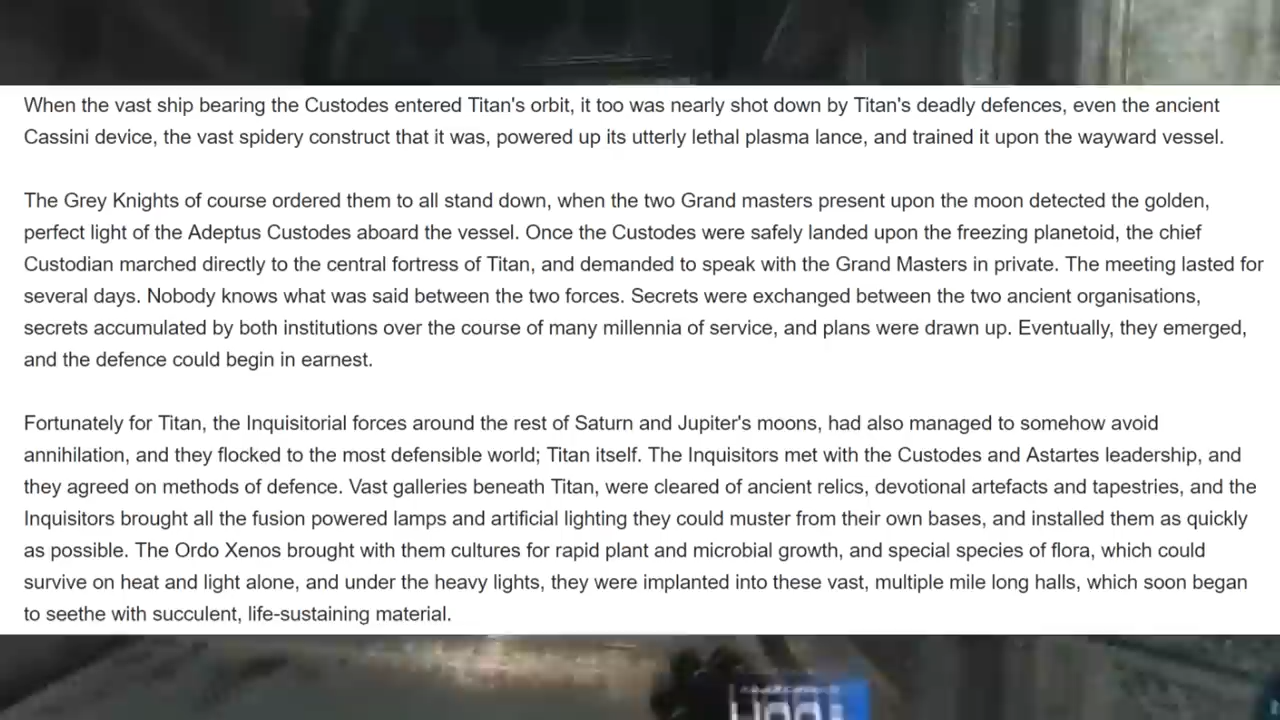 When the vast ship bearing the Custodes entered Titan's orbit, it too was nearly shot down by Titan's deadly defences, even the ancient
Cassini device, the vast spidery construct that it was, powered up its utterly lethal plasma lance, and trained it upon the wayward vessel.
The Grey Knights of course ordered them to all stand down, when the two Grand masters present upon the moon detected the golden,
perfect light of the Adeptus Custodes aboard the vessel. Once the Custodes were safely landed upon the freezing planetoid, the chief
Custodian marched directly to the central fortress of Titan, and demanded to speak with the Grand Masters in private. The meeting lasted for
several days. Nobody knows what was said between the two forces. Secrets were exchanged between the two ancient organisations,
secrets accumulated by both institutions over the course of many millennia of service, and plans were drawn up. Eventually, they emerged,
and the defence could begin in earnest.
Fortunately for Titan, the Inquisitorial forces around the rest of Saturn and Jupiter's moons, had also managed to somehow avoid
annihilation, and they flocked to the most defensible world; Titan itself. The Inquisitors met with the Custodes and Astartes leadership, and
they agreed on methods of defence. Vast galleries beneath Titan, were cleared of ancient relics, devotional artefacts and tapestries, and the
Inquisitors brought all the fusion powered lamps and artificial lighting they could muster from their own bases, and installed them as quickly
as possible. The Ordo Xenos brought with them cultures for rapid plant and microbial growth, and special species of flora, which could
survive on heat and light alone, and under the heavy lights, they were implanted into these vast, multiple mile long halls, which soon began
to seethe with succulent, life-sustaining material.